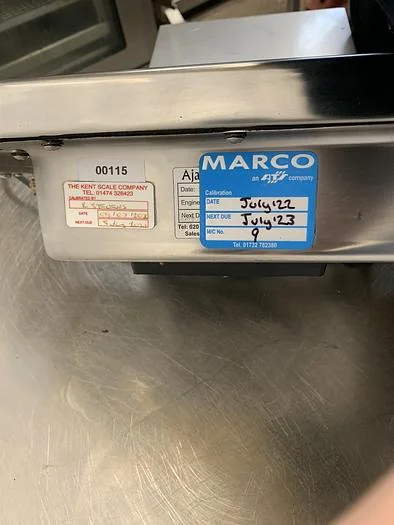 00115
THE KENT SCALE COMPANY
TEL: 01474 328423
CALIBRATED BY
DATE
NEXT DUE
Aja
Date:
Engine
Next D
Tel: 020
Sales
MARCO
an company
Calibration
DATE July '22
NEXT DUE July '23
M/C No. 9
Tel. 01732 782380